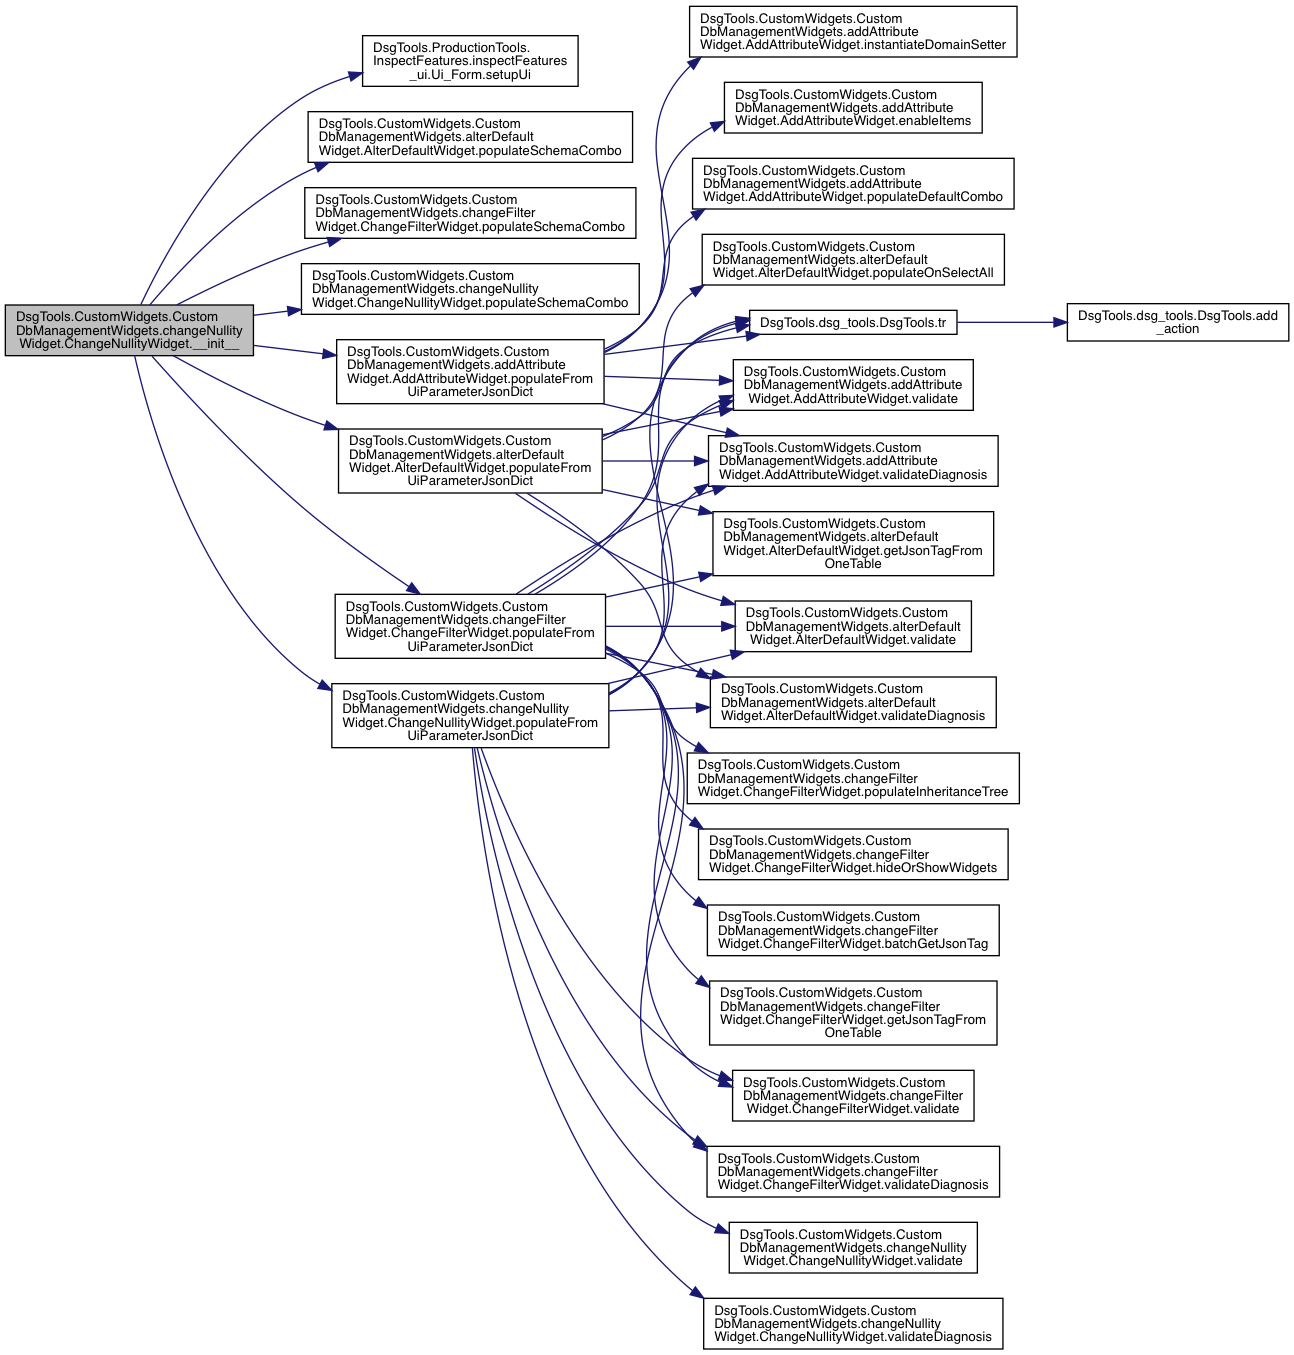 DsgTools.CustomWidgets.Custom
DbManagementWidgets.changeNullity
Widget.ChangeNullityWidget.__init__
DsgTools.ProductionTools.
InspectFeatures.inspectFeatures
_ui.Ui_Form.setupUi
DsgTools.CustomWidgets.Custom
DbManagementWidgets.alterDefault
Widget.AlterDefaultWidget.populateSchemaCombo
DsgTools.CustomWidgets.Custom
DbManagementWidgets.changeFilter
Widget.ChangeFilterWidget.populateSchemaCombo
DsgTools.CustomWidgets.Custom
DbManagementWidgets.changeNullity
Widget.ChangeNullityWidget.populateSchemaCombo
DsgTools.CustomWidgets.Custom
DbManagementWidgets.addAttribute
Widget.AddAttributeWidget.populateFrom
UiParameterJsonDict
DsgTools.CustomWidgets.Custom
DbManagementWidgets.alterDefault
Widget.AlterDefaultWidget.populateFrom
UiParameterJsonDict
DsgTools.CustomWidgets.Custom
DbManagementWidgets.changeFilter
Widget.ChangeFilterWidget.populateFrom
UiParameterJsonDict
DsgTools.CustomWidgets.Custom
DbManagementWidgets.changeNullity
Widget.ChangeNullityWidget.populateFrom
UiParameterJsonDict
DsgTools.CustomWidgets.Custom
DbManagementWidgets.addAttribute
Widget.AddAttributeWidget.instantiateDomainSetter
DsgTools.CustomWidgets.Custom
DbManagementWidgets.addAttribute
Widget.AddAttributeWidget.enableItems
DsgTools.CustomWidgets.Custom
DbManagementWidgets.addAttribute
Widget.AddAttributeWidget.populateDefaultCombo
DsgTools.CustomWidgets.Custom
DbManagementWidgets.alterDefault
Widget.AlterDefaultWidget.populateOnSelectAll
DsgTools.dsg_tools.DsgTools.tr
DsgTools.dsg_tools.DsgTools.add
_action
DsgTools.CustomWidgets.Custom
DbManagementWidgets.addAttribute
Widget.AddAttributeWidget.validate
DsgTools.CustomWidgets.Custom
DbManagementWidgets.addAttribute
Widget.AddAttributeWidget.validateDiagnosis
DsgTools.CustomWidgets.Custom
DbManagementWidgets.alterDefault
Widget.AlterDefaultWidget.getJsonTagFrom
OneTable
DsgTools.CustomWidgets.Custom
DbManagementWidgets.alterDefault
Widget.AlterDefaultWidget.validate
DsgTools.CustomWidgets.Custom
DbManagementWidgets.alterDefault
Widget.AlterDefaultWidget.validateDiagnosis
DsgTools.CustomWidgets.Custom
DbManagementWidgets.changeFilter
Widget.ChangeFilterWidget.populateInheritanceTree
DsgTools.CustomWidgets.Custom
DbManagementWidgets.changeFilter
Widget.ChangeFilterWidget.hideOrShowWidgets
DsgTools.CustomWidgets.Custom
DbManagementWidgets.changeFilter
Widget.ChangeFilterWidget.batchGetJsonTag
DsgTools.CustomWidgets.Custom
DbManagementWidgets.changeFilter
Widget.ChangeFilterWidget.getJsonTagFrom
OneTable
DsgTools.CustomWidgets.Custom
DbManagementWidgets.changeFilter
Widget.ChangeFilterWidget.validate
DsgTools.CustomWidgets.Custom
DbManagementWidgets.changeFilter
Widget.ChangeFilterWidget.validateDiagnosis
DsgTools.CustomWidgets.Custom
DbManagementWidgets.changeNullity
Widget.ChangeNullityWidget.validate
DsgTools.CustomWidgets.Custom
DbManagementWidgets.changeNullity
Widget.ChangeNullityWidget.validateDiagnosis